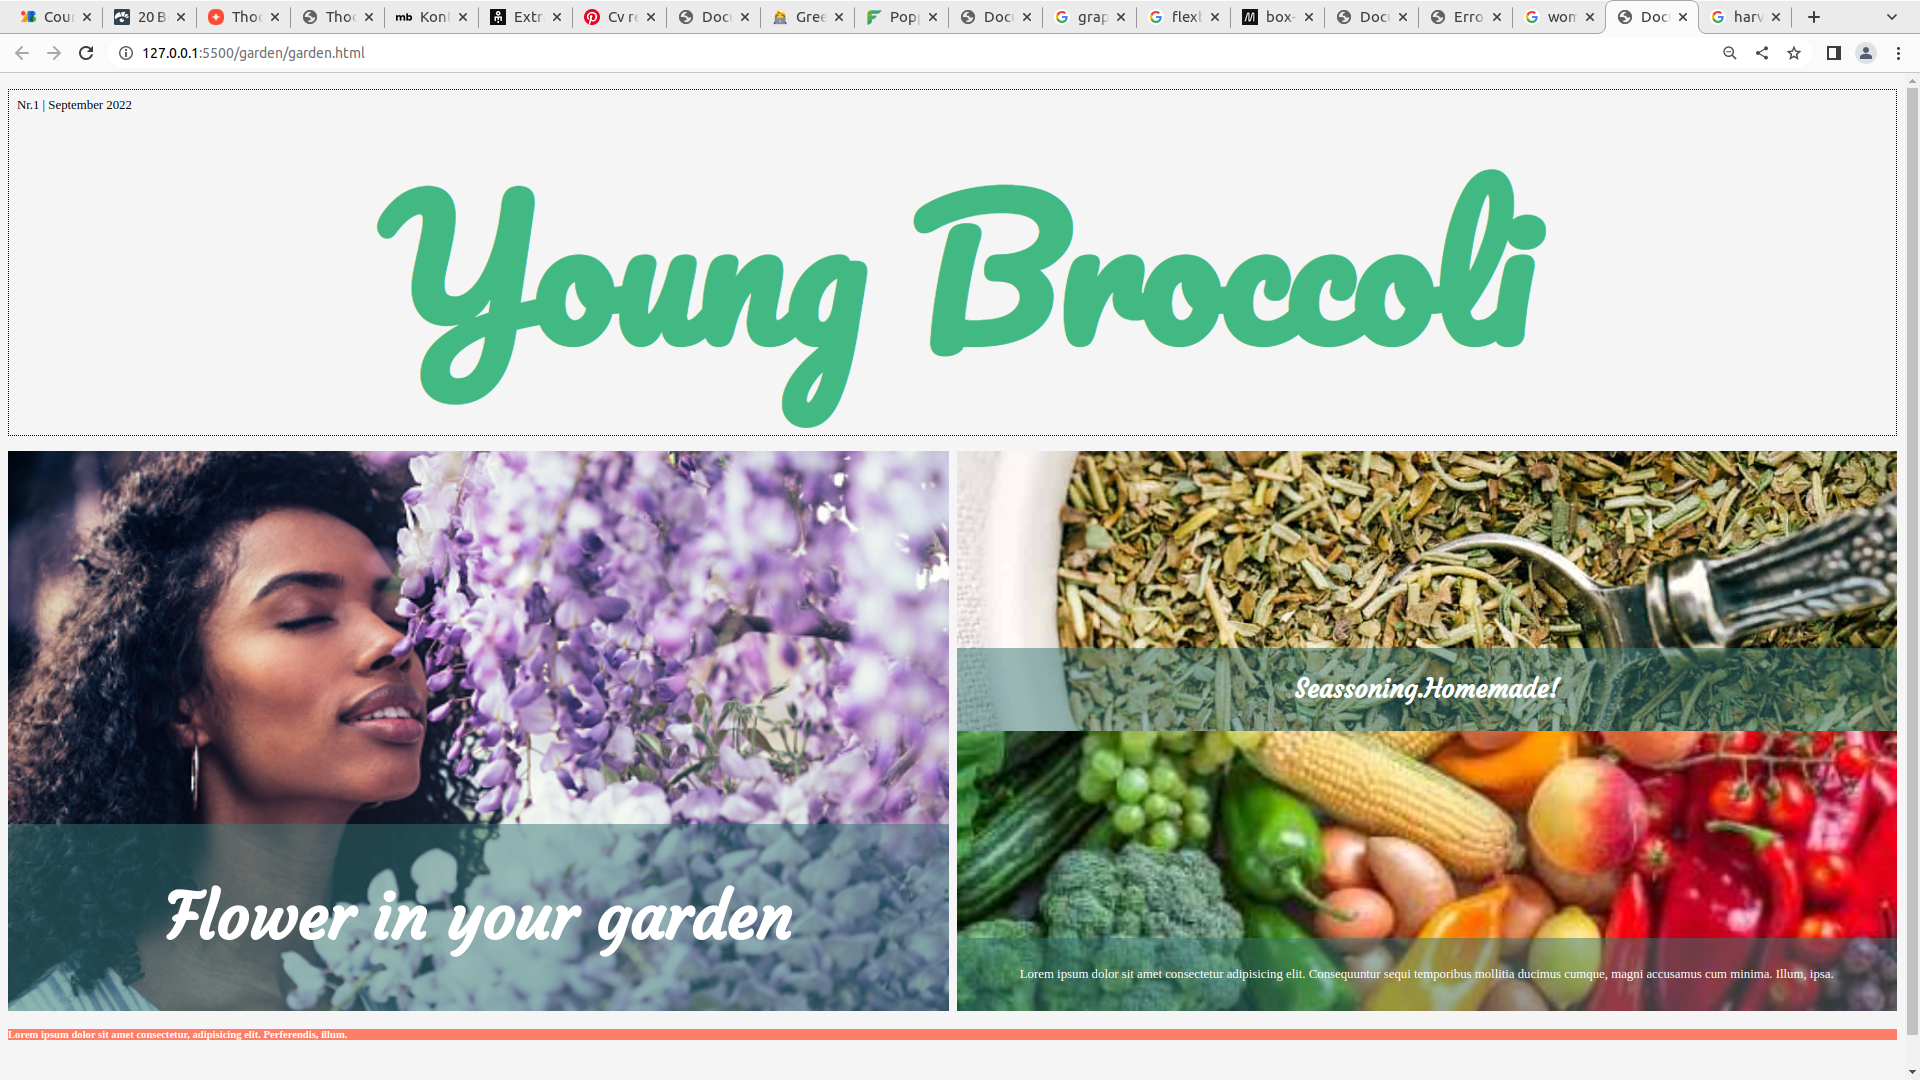 Cour
20 B
Thoc
Thoc
Kont
Extr
Cv re
Docu
Gree
Popp
Docu
grap
flexl
box-
Docu
Erro
wom
Docu
harv
127.0.0.1:5500/garden/garden.html
Nr.1 | September 2022
Young Broccoli
Flower in your garden
Seassoning.Homemade!
Lorem ipsum dolor sit amet consectetur adipisicing elit. Consequuntur sequi temporibus mollitia ducimus cumque, magni accusamus cum minima. Illum, ipsa.
Lorem ipsum dolor sit amet consectetur, adipisicing elit. Perferendis, illum.